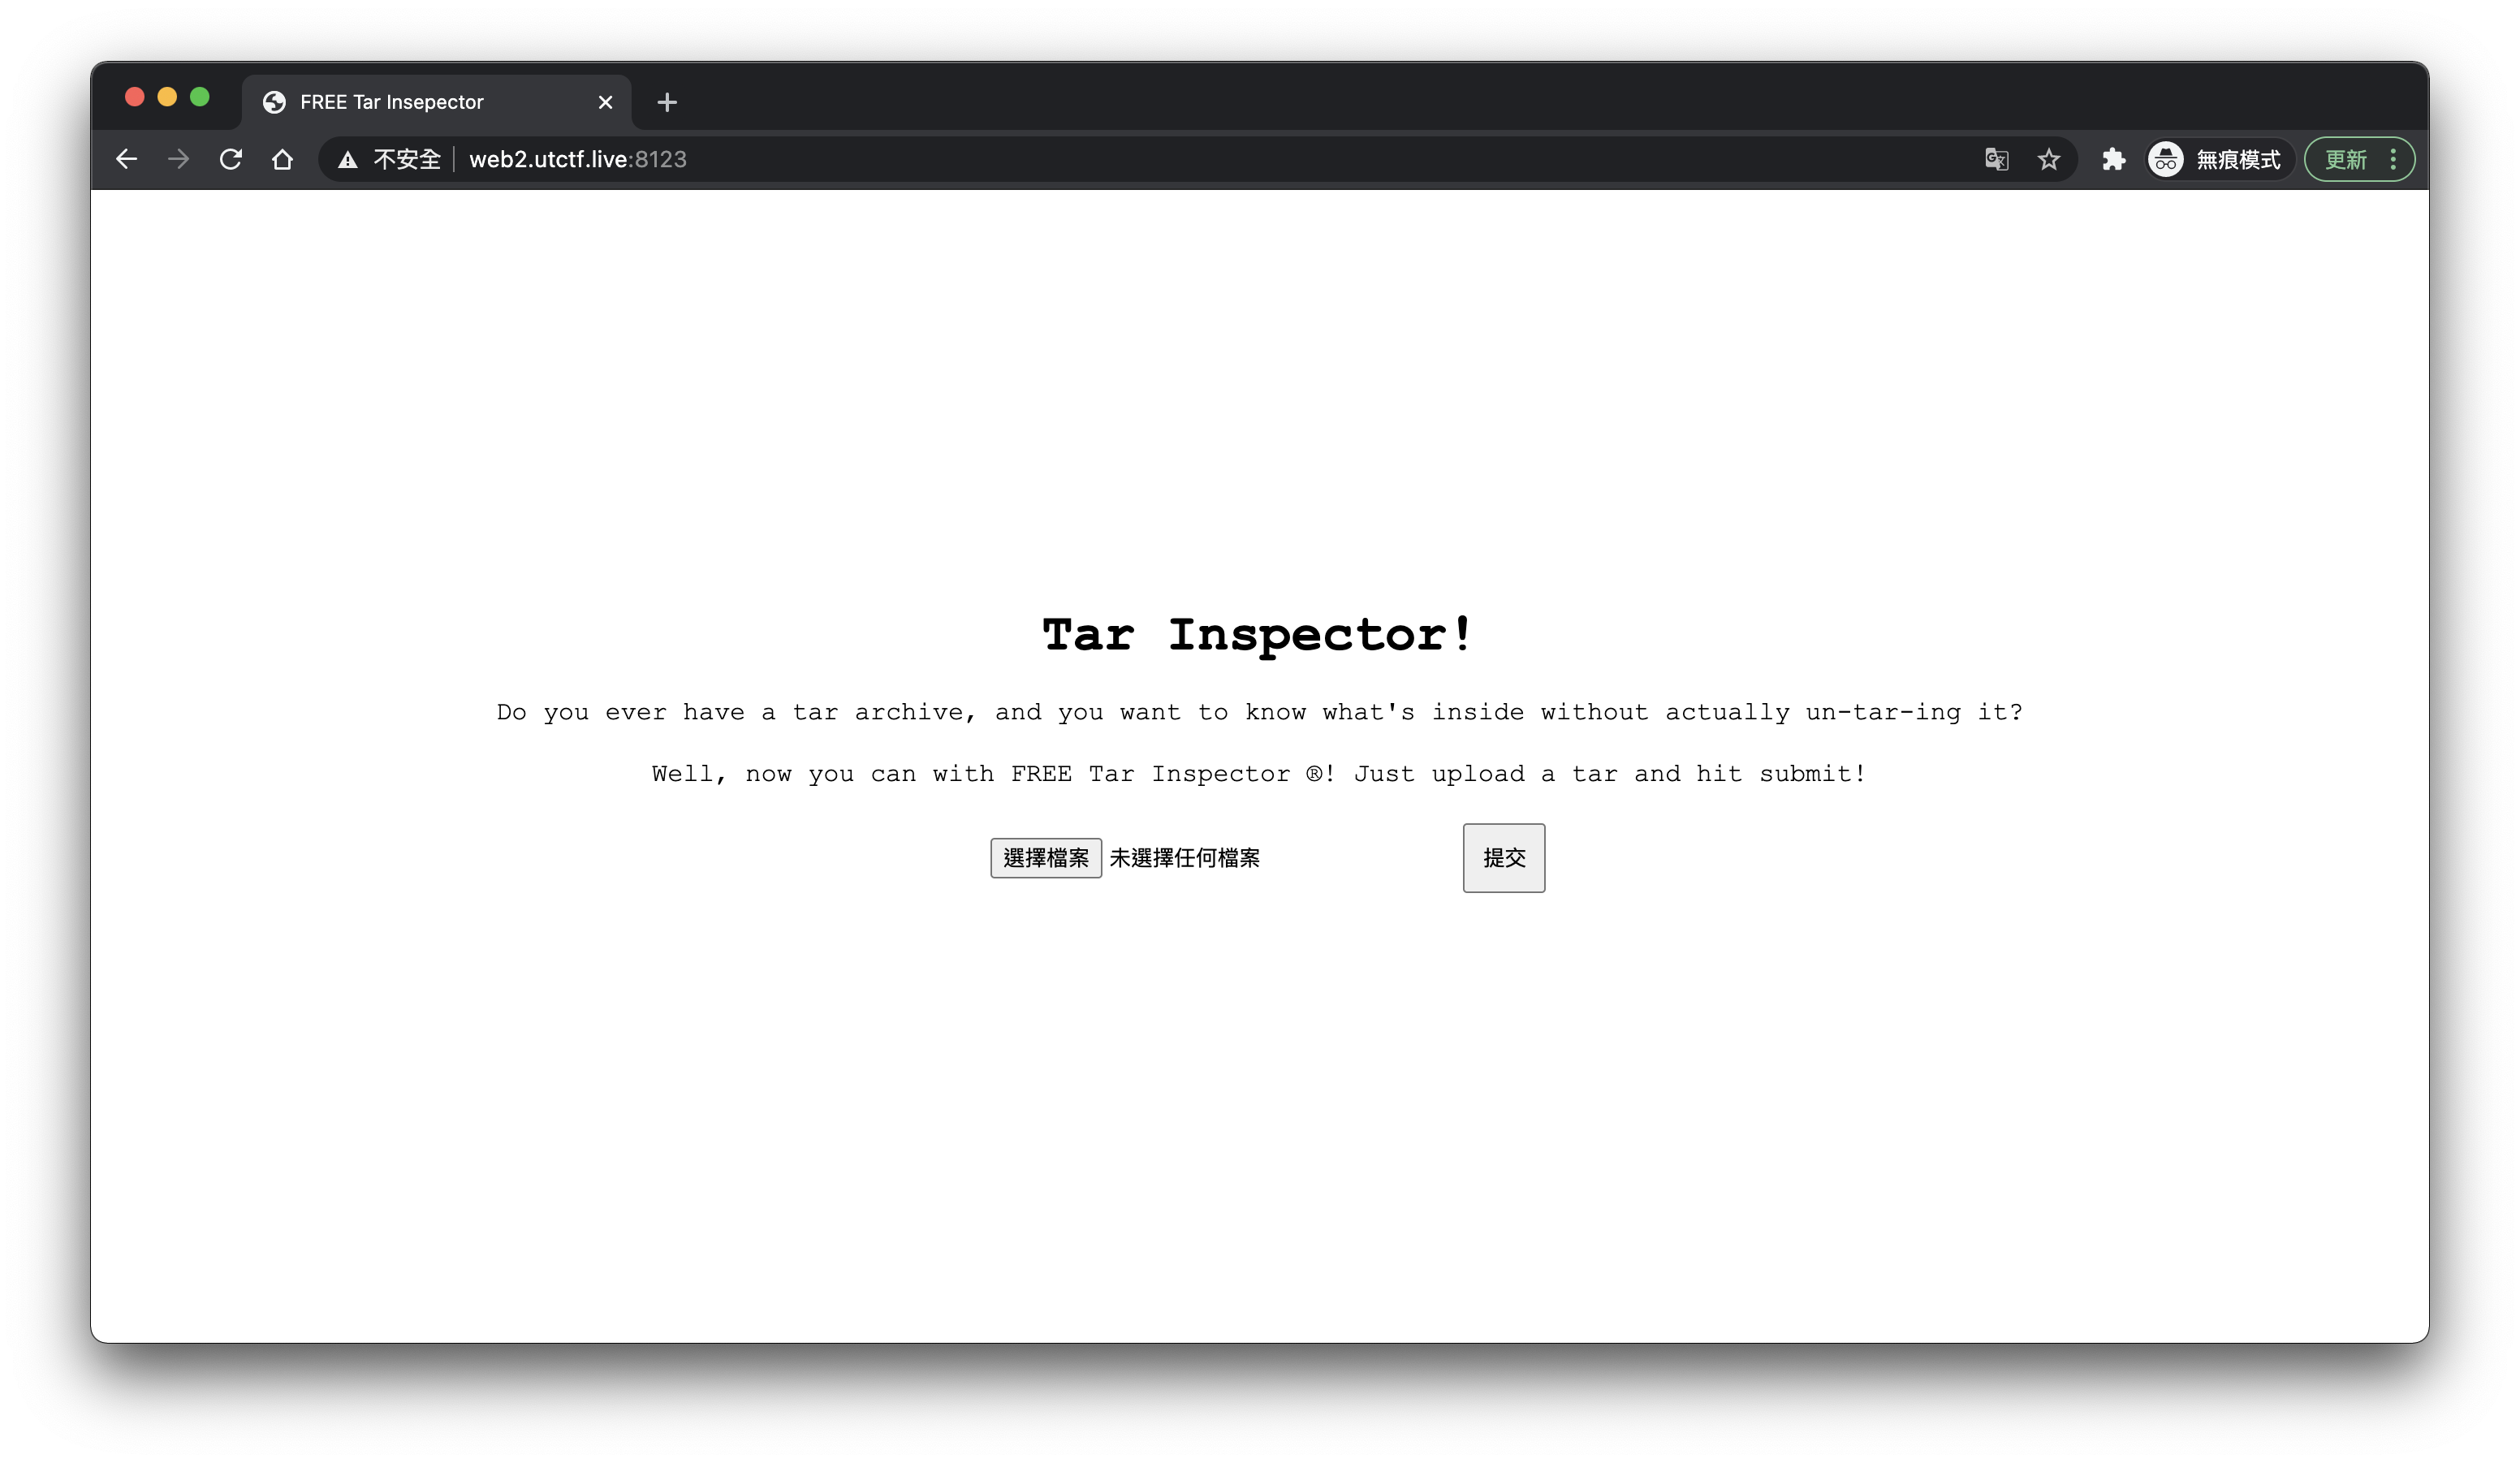 FREE Tar Insepector
不安全 web2.utctf.live:8123 無痕模式 更新
Tar Inspector!
Do you ever have a tar archive, and you want to know what's inside without actually un-tar-ing it?
Well, now you can with FREE Tar Inspector ®! Just upload a tar and hit submit!
選擇檔案 未選擇任何檔案 提交